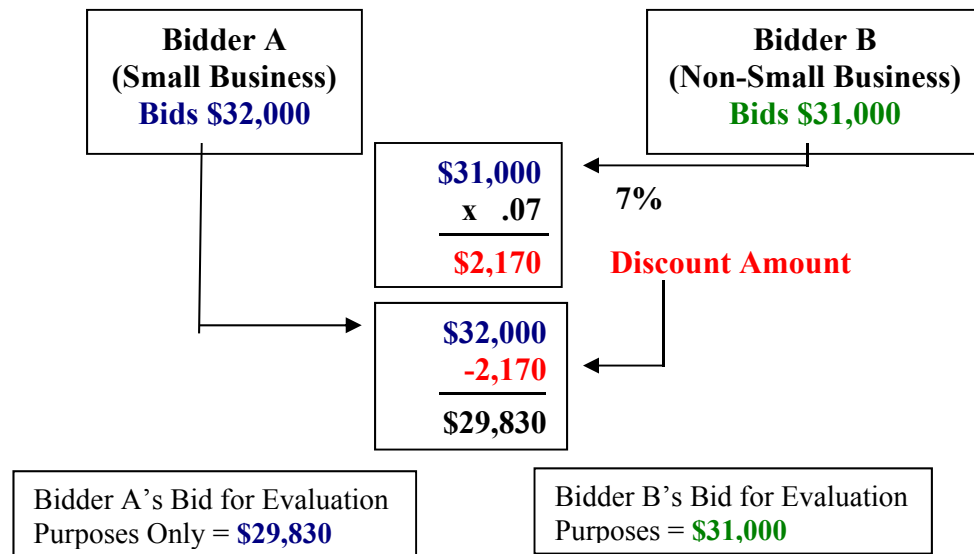 Bidder A
(Small Business)
Bids $32,000
Bidder B
(Non-Small Business)
Bids $31,000
$31,000
x .07
$2,170
7%
Discount Amount
$32,000
-2,170
$29,830
Bidder A’s Bid for Evaluation
Purposes Only = $29,830
Bidder B’s Bid for Evaluation
Purposes = $31,000